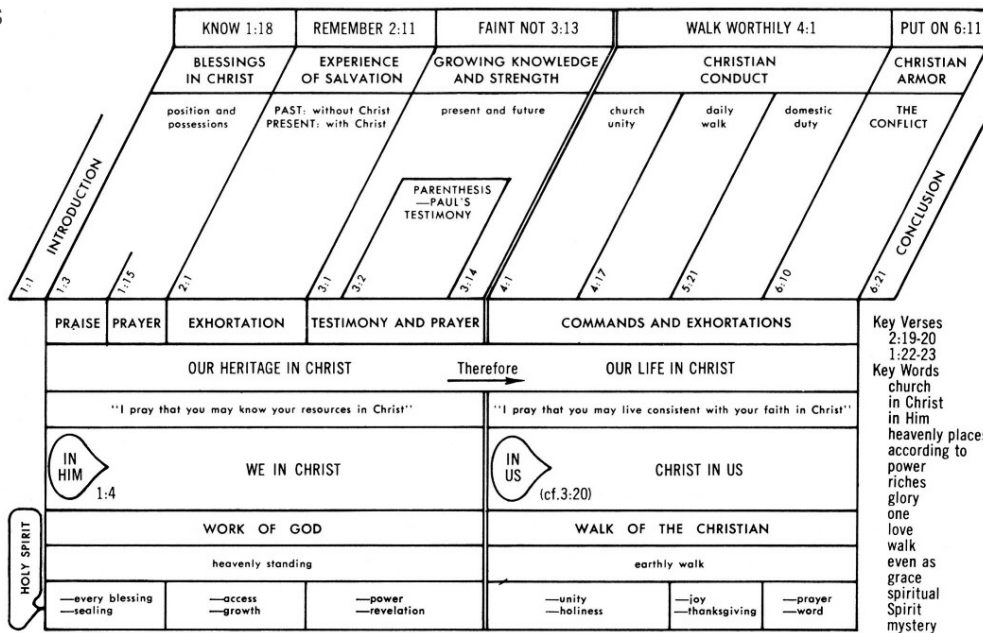 S
KNOW 1:18
REMEMBER 2:11
FAINT NOT 3:13
WALK WORTHILY 4:1
PUT ON 6:11
BLESSINGS
IN CHRIST
EXPERIENCE
OF SALVATION
GROWING KNOWLEDGE
AND STRENGTH
CHRISTIAN
CONDUCT
CHRISTIAN
ARMOR
position and
possessions
PAST: without Christ
PRESENT: with Christ
present and future
church
unity
daily
walk
domestic
duty
THE
CONFLICT
PARENTHESIS
—PAUL'S
TESTIMONY
INTRODUCTION
CONCLUSION
1:1
1:3
1:15
2:1
3:1
3:2
3:14
4:1
4:17
5:21
6:10
6:21
PRAISE
PRAYER
EXHORTATION
TESTIMONY AND PRAYER
COMMANDS AND EXHORTATIONS
OUR HERITAGE IN CHRIST
Therefore
OUR LIFE IN CHRIST
"I pray that you may know your resources in Christ"
"I pray that you may live consistent with your faith in Christ"
IN
HIM
1:4
WE IN CHRIST
IN
US
(cf.3:20)
CHRIST IN US
WORK OF GOD
WALK OF THE CHRISTIAN
heavenly standing
earthly walk
HOLY SPIRIT
—every blessing
—sealing
—access
—growth
—power
—revelation
—unity
—holiness
—joy
—thanksgiving
—prayer
—word
Key Verses
2:19-20
1:22-23
Key Words
church
in Christ
in Him
heavenly places
according to
power
riches
glory
one
love
walk
even as
grace
spiritual
Spirit
mystery